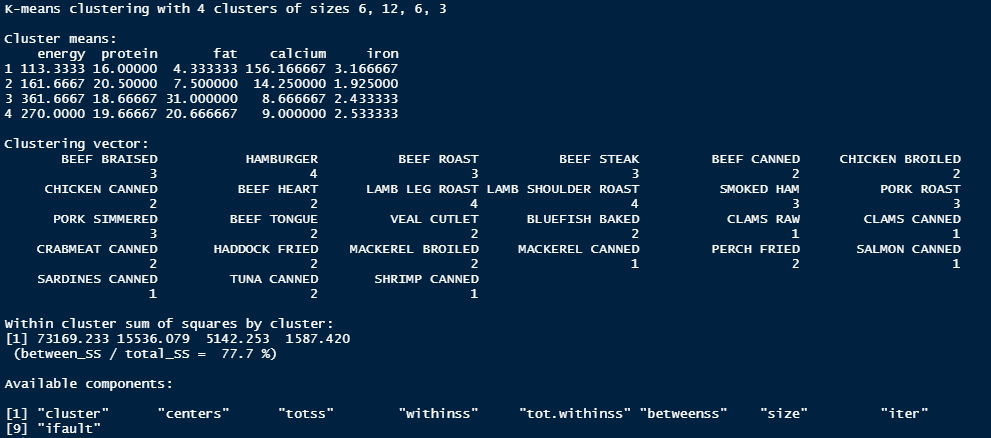 K-means clustering with 4 clusters of sizes 6, 12, 6, 3
Cluster means:
energy protein fat calcium iron
1 113.3333 16.00000 4.333333 156.166667 3.166667
2 161.6667 20.50000 7.500000 14.250000 1.925000
3 361.6667 18.66667 31.000000 8.666667 2.433333
4 270.0000 19.66667 20.666667 9.000000 2.533333
Clustering vector:
BEEF BRAISED HAMBURGER BEEF ROAST BEEF STEAK BEEF CANNED CHICKEN BROILED
3 4 3 3 2 2
CHICKEN CANNED BEEF HEART LAMB LEG ROAST LAMB SHOULDER ROAST SMOKED HAM PORK ROAST
2 2 4 4 3 3
PORK SIMMERED BEEF TONGUE VEAL CUTLET BLUEFISH BAKED CLAMS RAW CLAMS CANNED
3 2 2 2 1 1
CRABMEAT CANNED HADDOCK FRIED MACKEREL BROILED MACKEREL CANNED PERCH FRIED SALMON CANNED
2 2 2 1 2 1
SARDINES CANNED TUNA CANNED SHRIMP CANNED
1 2 1
Within cluster sum of squares by cluster:
[1] 73169.233 15536.079 5142.253 1587.420
(between_SS / total_SS = 77.7 %)
Available components:
[1] "cluster" "centers" "totss" "withinss" "tot.withinss" "betweenss" "size" "iter"
[9] "ifault"